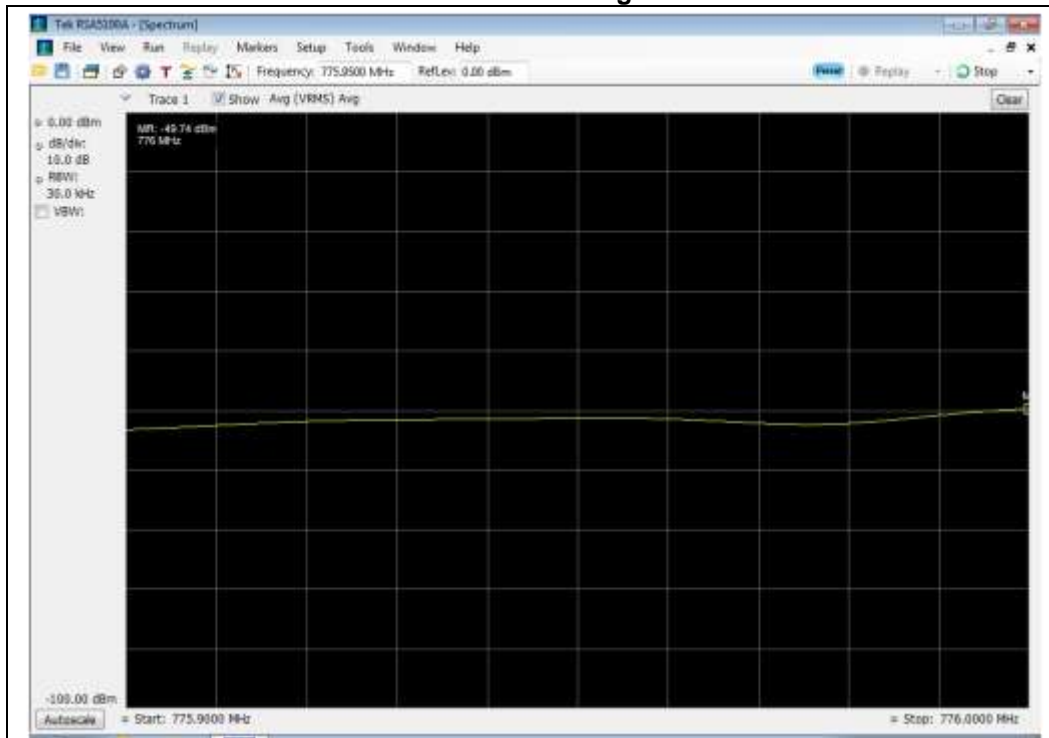 Tek RSA5100A - [Spectrum]
File View Run Replay Markers Setup Tools Window Help
Frequency: 775.9500 MHz RefLev: 0.00 dBm Preset Replay Stop
Trace 1 Show Avg (VRMS) Avg Clear
0.00 dBm
dB/div:
10.0 dB
RBW:
30.0 kHz
VBW:
MR: -49.74 dBm
776 MHz
-100.00 dBm
Autoscale Start: 775.9000 MHz Stop: 776.0000 MHz